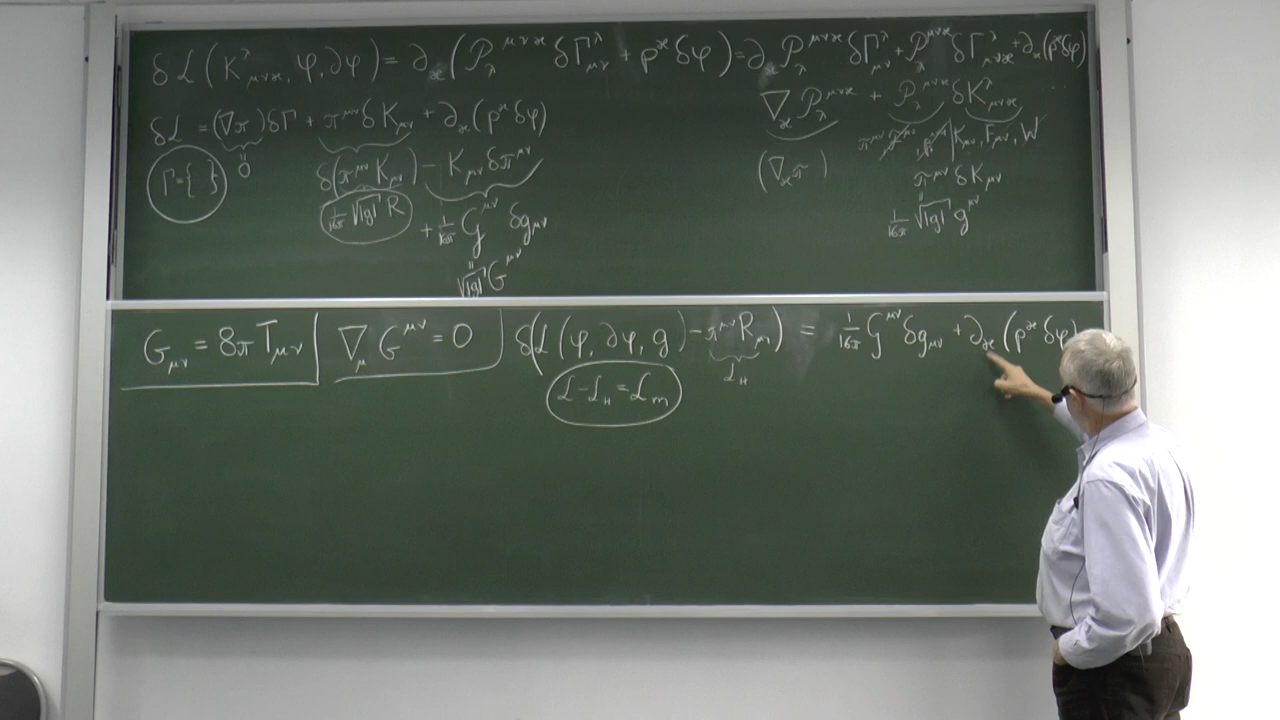 δℒ(K^λ_{μνϰ}, φ, ∂φ) = ∂_ϰ(𝒫_λ^{μνϰ} δΓ^λ_{μν} + p^ϰ δφ) = ∂_ϰ 𝒫_λ^{μνϰ} δΓ^λ_{μν} + 𝒫_λ^{μνϰ} δΓ^λ_{μνϰ} + ∂_ϰ(p^ϰ δφ)
∇_ϰ 𝒫_λ^{μνϰ} + 𝒫_λ^{μνϰ} δK^λ_{μνϰ} ...
δℒ = (∇π)δΓ + π^{μν} δK_{μν} + ∂_ϰ(p^ϰ δφ)
Γ={ } || 0
δ(π^{μν} K_{μν}) − K_{μν} δπ^{μν}
(∇_ϰ π) π^{μν} | K_{μν}, F_{μν}, W
π^{μν} δK_{μν}
1/16π √|g| R + 1/16π 𝒢^{μν} δg_{μν}
|| 1/16π √|g| g^{μν}
|| √|g| G^{μν}
G_{μν} = 8π T_{μν} | ∇_μ G^{μν} = 0 δ(ℒ(φ, ∂φ, g) − π^{μν} R_{μν}) = 1/16π 𝒢^{μν} δg_{μν} + ∂_ϰ(p^ϰ δφ
ℒ_H
ℒ − ℒ_H = ℒ_m